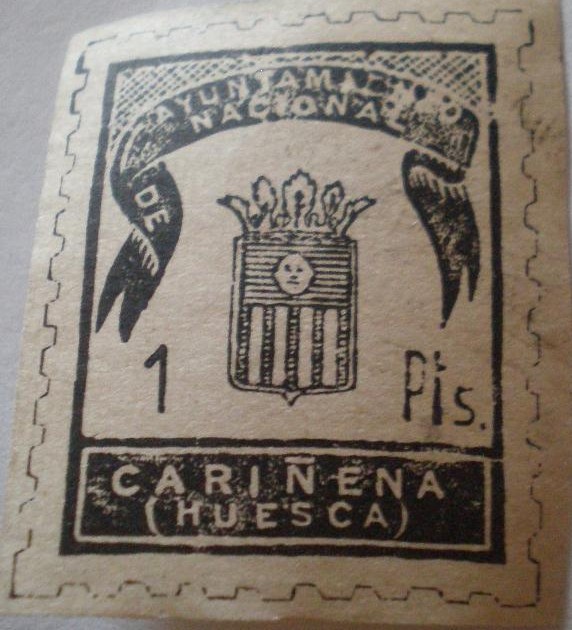 AYUNTAMIENTO
NACIONAL
DE
1 Pts.
CARIÑENA
(HUESCA)